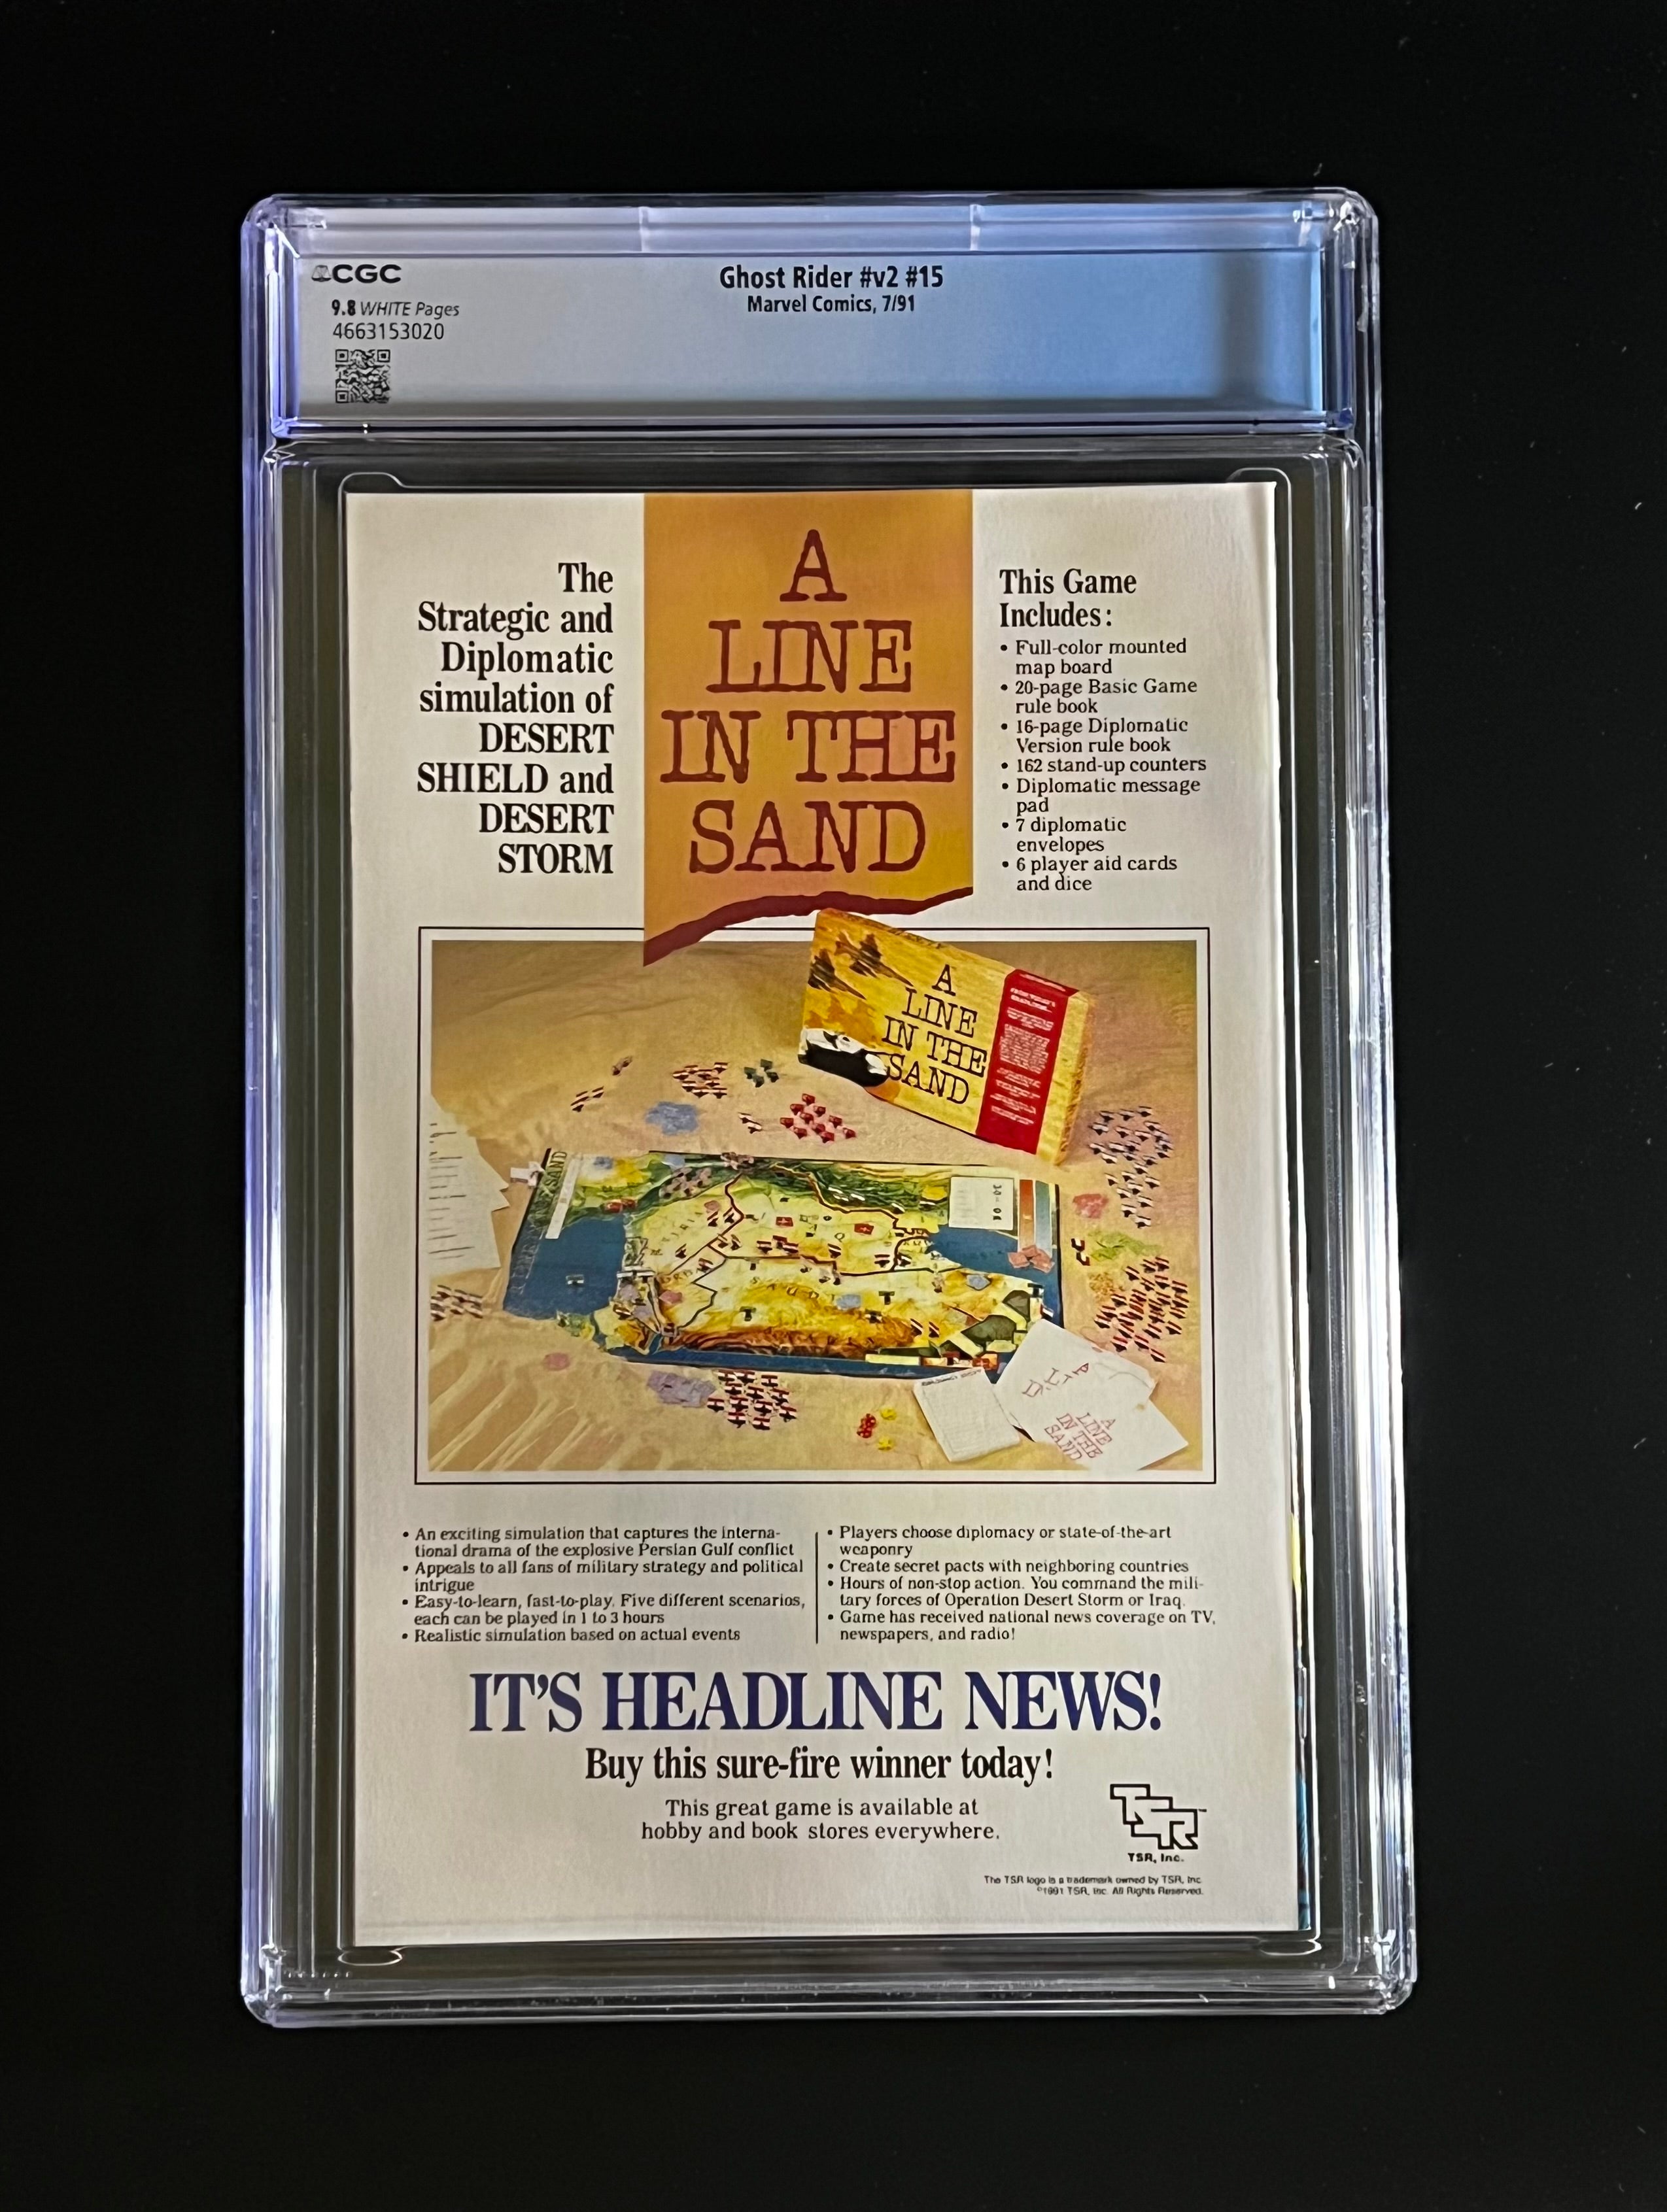 CGC
Ghost Rider #v2 #15
Marvel Comics, 7/91
9.8 WHITE Pages
4663153020
The
Strategic and
Diplomatic
simulation of
DESERT
SHIELD and
DESERT
STORM
A
LINE
IN THE
SAND
This Game
Includes:
• Full-color mounted
map board
• 20-page Basic Game
rule book
• 16-page Diplomatic
Version rule book
• 162 stand-up counters
• Diplomatic message
pad
• 7 diplomatic
envelopes
• 6 player aid cards
and dice
A
LINE
IN THE
SAND
SAND
A
LINE
IN THE
SAND
• An exciting simulation that captures the interna-
tional drama of the explosive Persian Gulf conflict
• Appeals to all fans of military strategy and political
intrigue
• Easy-to-learn, fast-to-play. Five different scenarios,
each can be played in 1 to 3 hours
• Realistic simulation based on actual events
• Players choose diplomacy or state-of-the-art
weaponry
• Create secret pacts with neighboring countries
• Hours of non-stop action. You command the mili-
tary forces of Operation Desert Storm or Iraq.
• Game has received national news coverage on TV,
newspapers, and radio!
IT'S HEADLINE NEWS!
Buy this sure-fire winner today!
This great game is available at
hobby and book stores everywhere.
TSR™
TSR, Inc.
The TSR logo is a trademark owned by TSR, Inc.
©1991 TSR, Inc. All Rights Reserved.